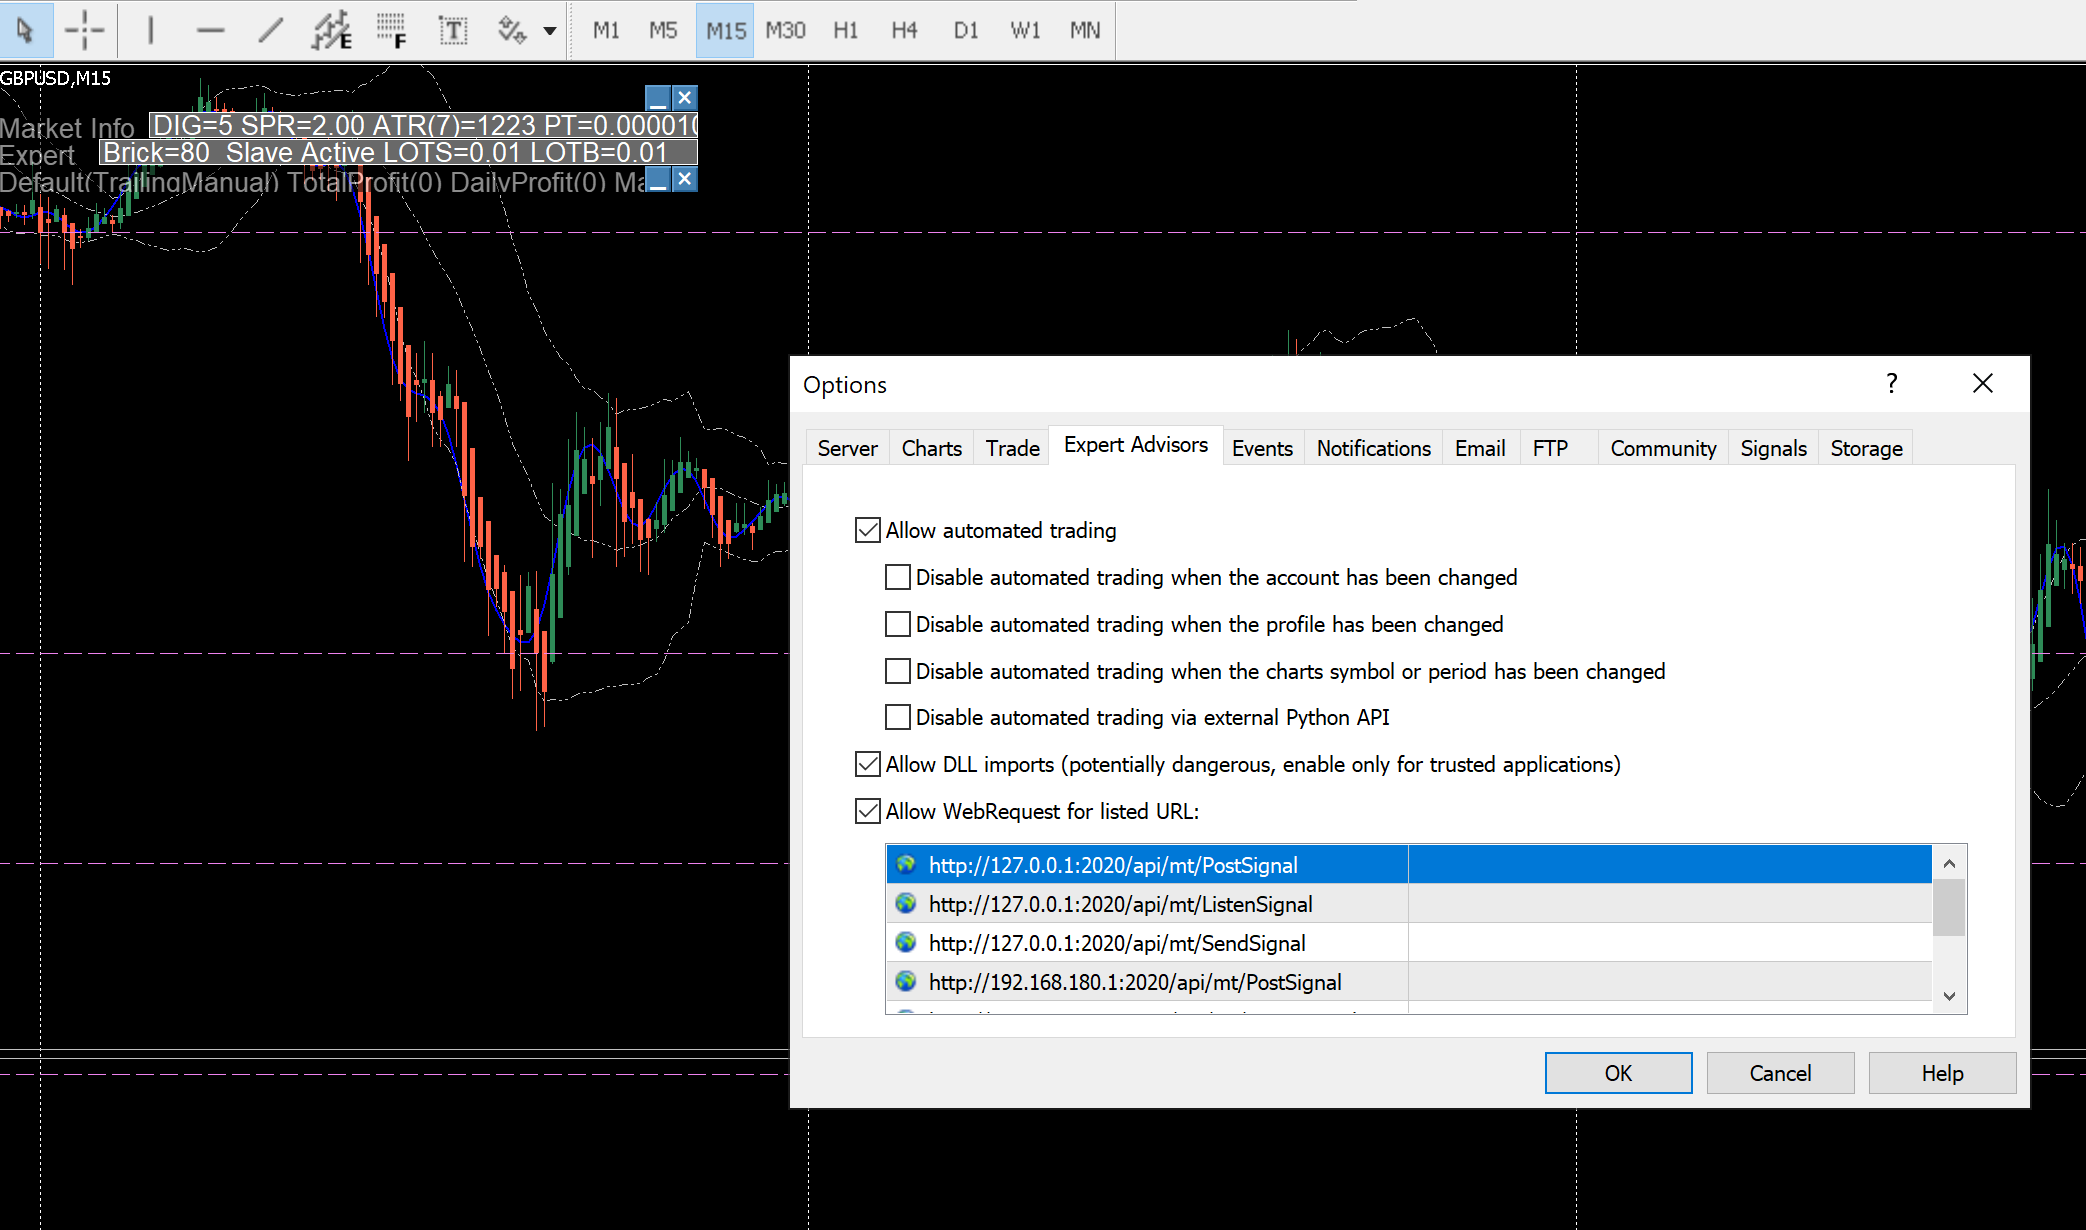 E F T M1 M5 M15 M30 H1 H4 D1 W1 MN
GBPUSD,M15
Market Info DIG=5 SPR=2.00 ATR(7)=1223 PT=0.000010
Expert Brick=80 Slave Active LOTS=0.01 LOTB=0.01
Default(TrailingManual) TotalProfit(0) DailyProfit(0)
Options ?
Server Charts Trade Expert Advisors Events Notifications Email FTP Community Signals Storage
Allow automated trading
Disable automated trading when the account has been changed
Disable automated trading when the profile has been changed
Disable automated trading when the charts symbol or period has been changed
Disable automated trading via external Python API
Allow DLL imports (potentially dangerous, enable only for trusted applications)
Allow WebRequest for listed URL:
http://127.0.0.1:2020/api/mt/PostSignal
http://127.0.0.1:2020/api/mt/ListenSignal
http://127.0.0.1:2020/api/mt/SendSignal
http://192.168.180.1:2020/api/mt/PostSignal
OK Cancel Help